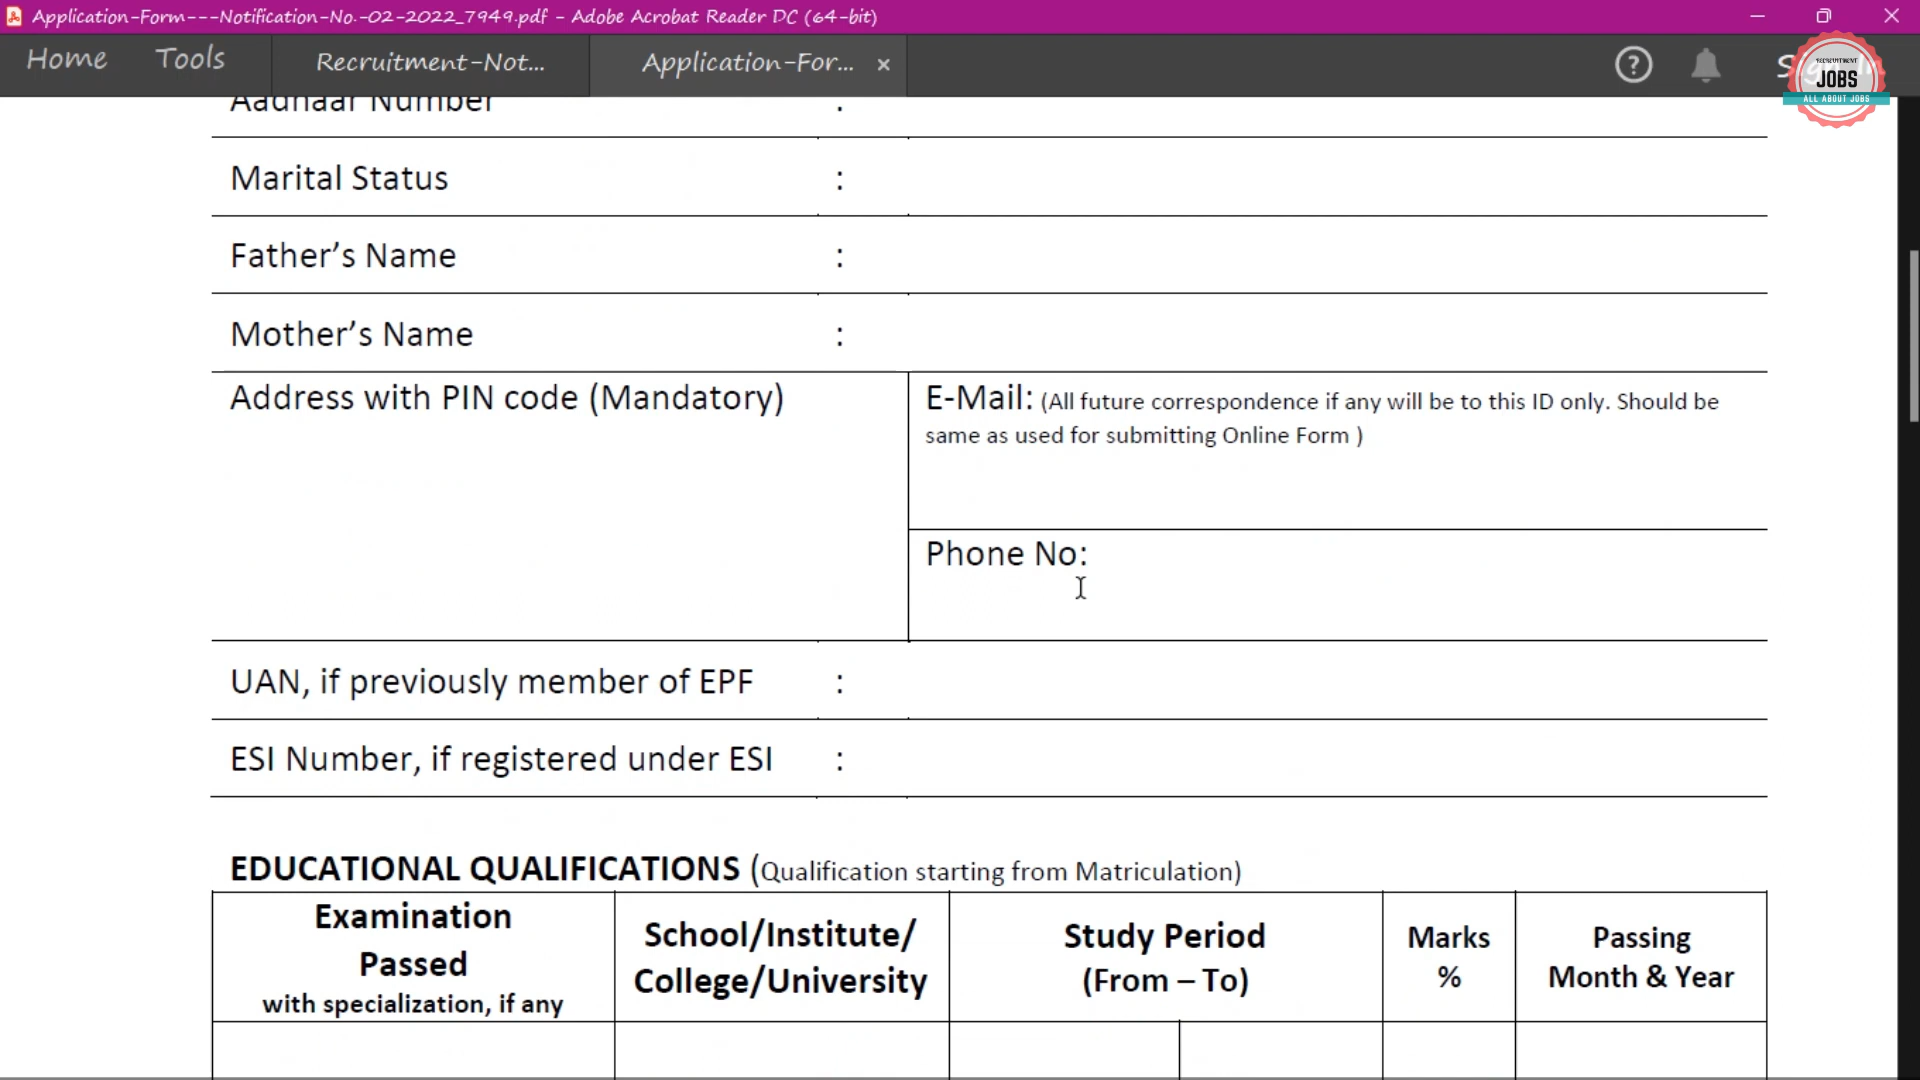 Application-Form---Notification-No.-02-2022_7949.pdf - Adobe Acrobat Reader DC (64-bit)
Home Tools Recruitment-Not... Application-For... ×
RECRUITMENT
JOBS
ALL ABOUT JOBS
Aadhaar Number :
Marital Status :
Father’s Name :
Mother’s Name :
Address with PIN code (Mandatory)
E-Mail: (All future correspondence if any will be to this ID only. Should be
same as used for submitting Online Form )
Phone No:
UAN, if previously member of EPF :
ESI Number, if registered under ESI :
EDUCATIONAL QUALIFICATIONS (Qualification starting from Matriculation)
Examination
Passed
with specialization, if any
School/Institute/
College/University
Study Period
(From – To)
Marks
%
Passing
Month & Year